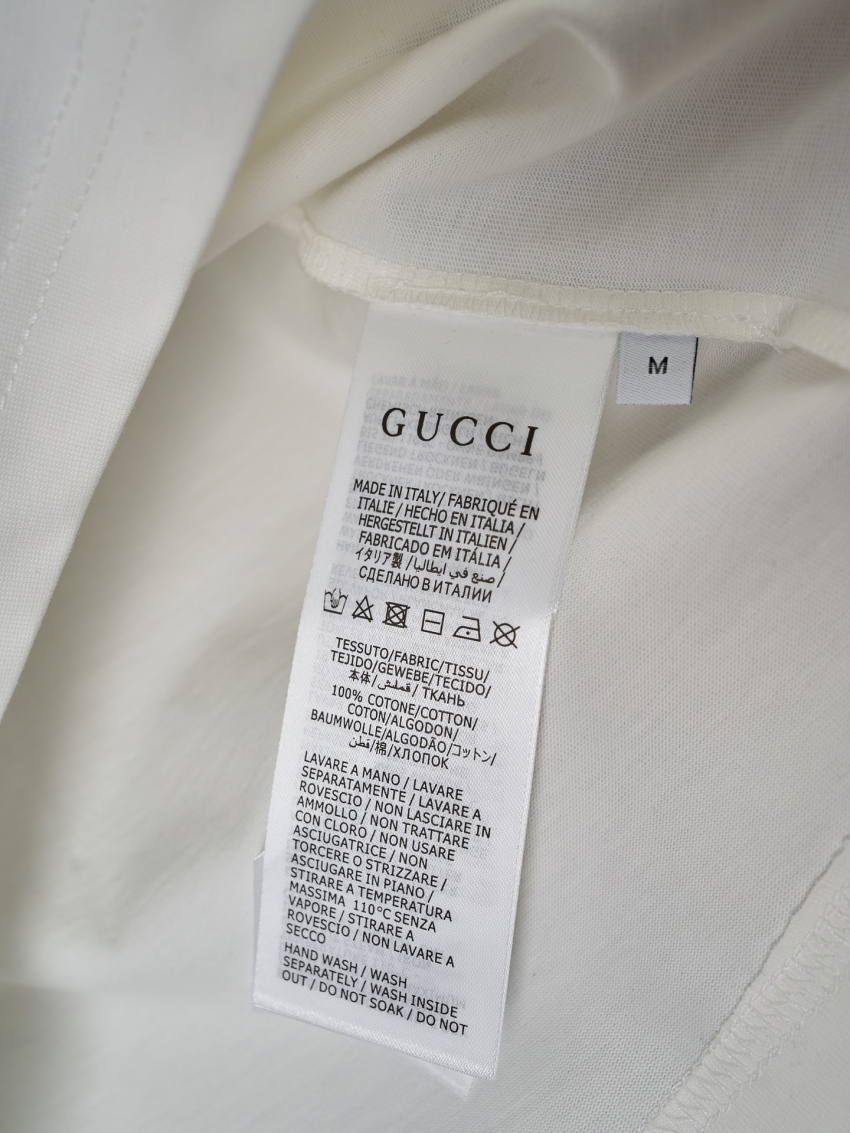 M
GUCCI
MADE IN ITALY/ FABRIQUÉ EN
ITALIE / HECHO EN ITALIA /
HERGESTELLT IN ITALIEN /
FABRICADO EM ITÁLIA /
イタリア製 / صنع في ايطاليا /
СДЕЛАНО В ИТАЛИИ
TESSUTO/FABRIC/TISSU/
TEJIDO/GEWEBE/TECIDO/
本体/قملش/ ТКАНЬ
100% COTONE/COTTON/
COTON/ALGODON/
BAUMWOLLE/ALGODÃO/コットン/
قطن/棉/ХЛОПОК
LAVARE A MANO / LAVARE
SEPARATAMENTE / LAVARE A
ROVESCIO / NON LASCIARE IN
AMMOLLO / NON TRATTARE
CON CLORO / NON USARE
ASCIUGATRICE / NON
TORCERE O STRIZZARE /
ASCIUGARE IN PIANO /
STIRARE A TEMPERATURA
MASSIMA 110°C SENZA
VAPORE / STIRARE A
ROVESCIO / NON LAVARE A
SECCO
HAND WASH / WASH
SEPARATELY / WASH INSIDE
OUT / DO NOT SOAK / DO NOT